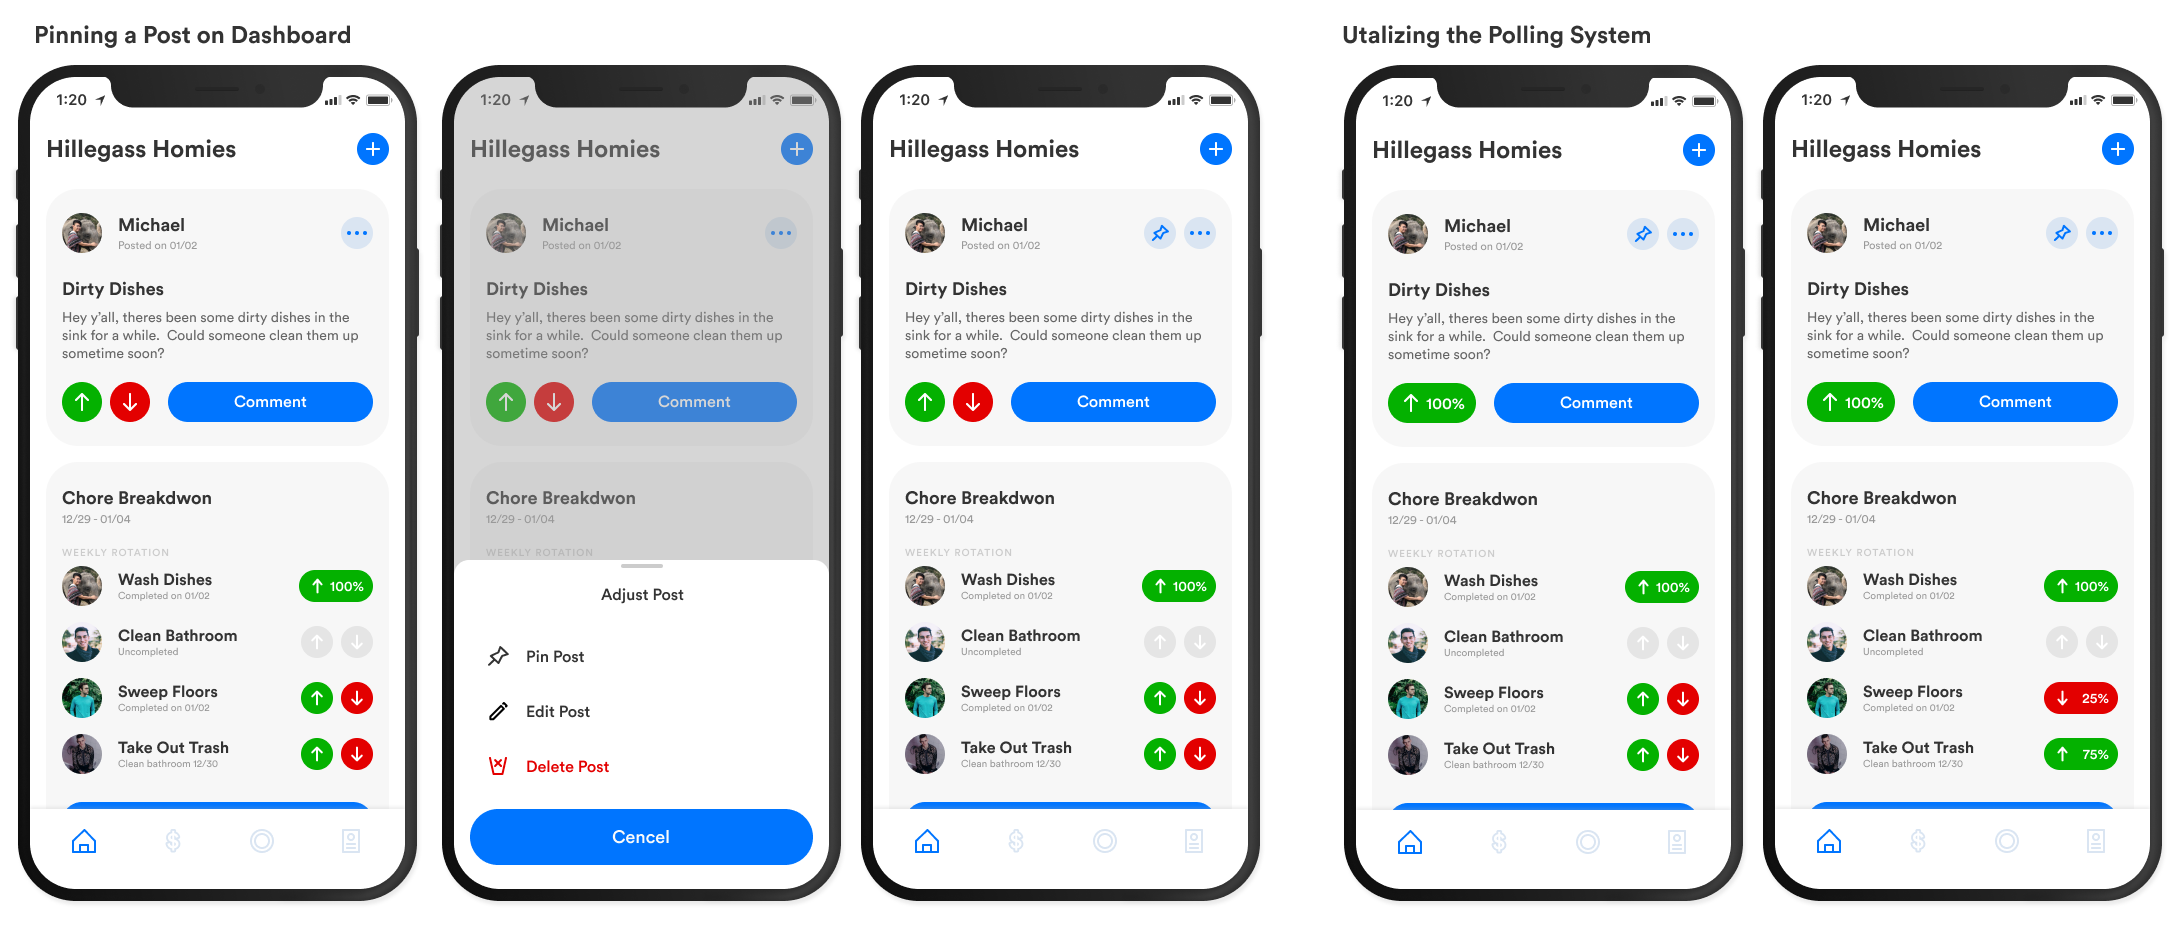 Pinning a Post on Dashboard
1:20
Hillegass Homies
Michael
Posted on 01/02
Dirty Dishes
Hey y'all, theres been some dirty dishes in the
sink for a while.  Could someone clean them up
sometime soon?
Comment
Chore Breakdwon
12/29 - 01/04
WEEKLY ROTATION
Wash Dishes
Completed on 01/02
100%
Clean Bathroom
Uncompleted
Sweep Floors
Completed on 01/02
Take Out Trash
Clean bathroom 12/30
1:20
Hillegass Homies
Michael
Posted on 01/02
Dirty Dishes
Hey y'all, theres been some dirty dishes in the
sink for a while.  Could someone clean them up
sometime soon?
Comment
Chore Breakdwon
12/29 - 01/04
WEEKLY ROTATION
Adjust Post
Pin Post
Edit Post
Delete Post
Cencel
1:20
Hillegass Homies
Michael
Posted on 01/02
Dirty Dishes
Hey y'all, theres been some dirty dishes in the
sink for a while.  Could someone clean them up
sometime soon?
Comment
Chore Breakdwon
12/29 - 01/04
WEEKLY ROTATION
Wash Dishes
Completed on 01/02
100%
Clean Bathroom
Uncompleted
Sweep Floors
Completed on 01/02
Take Out Trash
Clean bathroom 12/30
Utalizing the Polling System
1:20
Hillegass Homies
Michael
Posted on 01/02
Dirty Dishes
Hey y'all, theres been some dirty dishes in the
sink for a while.  Could someone clean them up
sometime soon?
100%
Comment
Chore Breakdwon
12/29 - 01/04
WEEKLY ROTATION
Wash Dishes
Completed on 01/02
100%
Clean Bathroom
Uncompleted
Sweep Floors
Completed on 01/02
Take Out Trash
Clean bathroom 12/30
1:20
Hillegass Homies
Michael
Posted on 01/02
Dirty Dishes
Hey y'all, theres been some dirty dishes in the
sink for a while.  Could someone clean them up
sometime soon?
100%
Comment
Chore Breakdwon
12/29 - 01/04
WEEKLY ROTATION
Wash Dishes
Completed on 01/02
100%
Clean Bathroom
Uncompleted
Sweep Floors
Completed on 01/02
25%
Take Out Trash
Clean bathroom 12/30
75%